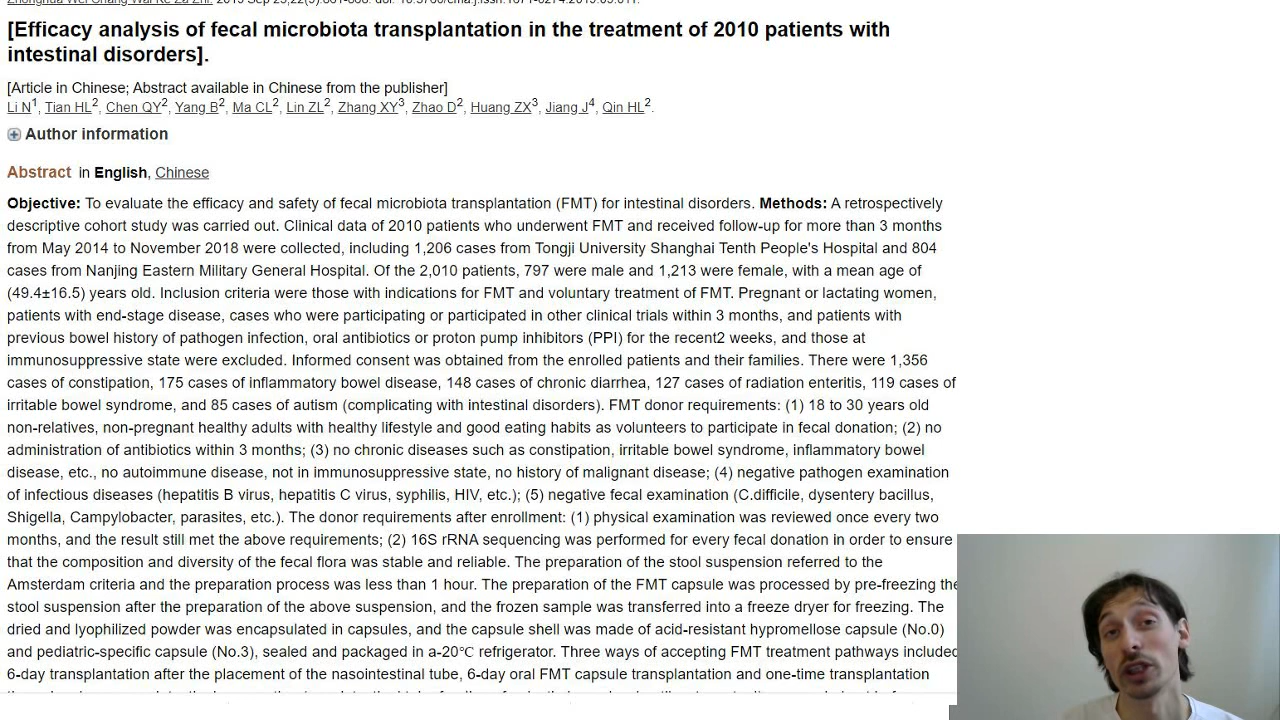 [Efficacy analysis of fecal microbiota transplantation in the treatment of 2010 patients with
intestinal disorders].
[Article in Chinese; Abstract available in Chinese from the publisher]
Li N1, Tian HL2, Chen QY2, Yang B2, Ma CL2, Lin ZL2, Zhang XY3, Zhao D2, Huang ZX3, Jiang J4, Qin HL2.
Author information
Abstract in English, Chinese
Objective: To evaluate the efficacy and safety of fecal microbiota transplantation (FMT) for intestinal disorders. Methods: A retrospectively
descriptive cohort study was carried out. Clinical data of 2010 patients who underwent FMT and received follow-up for more than 3 months
from May 2014 to November 2018 were collected, including 1,206 cases from Tongji University Shanghai Tenth People's Hospital and 804
cases from Nanjing Eastern Military General Hospital. Of the 2,010 patients, 797 were male and 1,213 were female, with a mean age of
(49.4±16.5) years old. Inclusion criteria were those with indications for FMT and voluntary treatment of FMT. Pregnant or lactating women,
patients with end-stage disease, cases who were participating or participated in other clinical trials within 3 months, and patients with
previous bowel history of pathogen infection, oral antibiotics or proton pump inhibitors (PPI) for the recent2 weeks, and those at
immunosuppressive state were excluded. Informed consent was obtained from the enrolled patients and their families. There were 1,356
cases of constipation, 175 cases of inflammatory bowel disease, 148 cases of chronic diarrhea, 127 cases of radiation enteritis, 119 cases of
irritable bowel syndrome, and 85 cases of autism (complicating with intestinal disorders). FMT donor requirements: (1) 18 to 30 years old
non-relatives, non-pregnant healthy adults with healthy lifestyle and good eating habits as volunteers to participate in fecal donation; (2) no
administration of antibiotics within 3 months; (3) no chronic diseases such as constipation, irritable bowel syndrome, inflammatory bowel
disease, etc., no autoimmune disease, not in immunosuppressive state, no history of malignant disease; (4) negative pathogen examination
of infectious diseases (hepatitis B virus, hepatitis C virus, syphilis, HIV, etc.); (5) negative fecal examination (C.difficile, dysentery bacillus,
Shigella, Campylobacter, parasites, etc.). The donor requirements after enrollment: (1) physical examination was reviewed once every two
months, and the result still met the above requirements; (2) 16S rRNA sequencing was performed for every fecal donation in order to ensure
that the composition and diversity of the fecal flora was stable and reliable. The preparation of the stool suspension referred to the
Amsterdam criteria and the preparation process was less than 1 hour. The preparation of the FMT capsule was processed by pre-freezing the
stool suspension after the preparation of the above suspension, and the frozen sample was transferred into a freeze dryer for freezing. The
dried and lyophilized powder was encapsulated in capsules, and the capsule shell was made of acid-resistant hypromellose capsule (No.0)
and pediatric-specific capsule (No.3), sealed and packaged in a-20℃ refrigerator. Three ways of accepting FMT treatment pathways included
6-day transplantation after the placement of the nasointestinal tube, 6-day oral FMT capsule transplantation and one-time transplantation